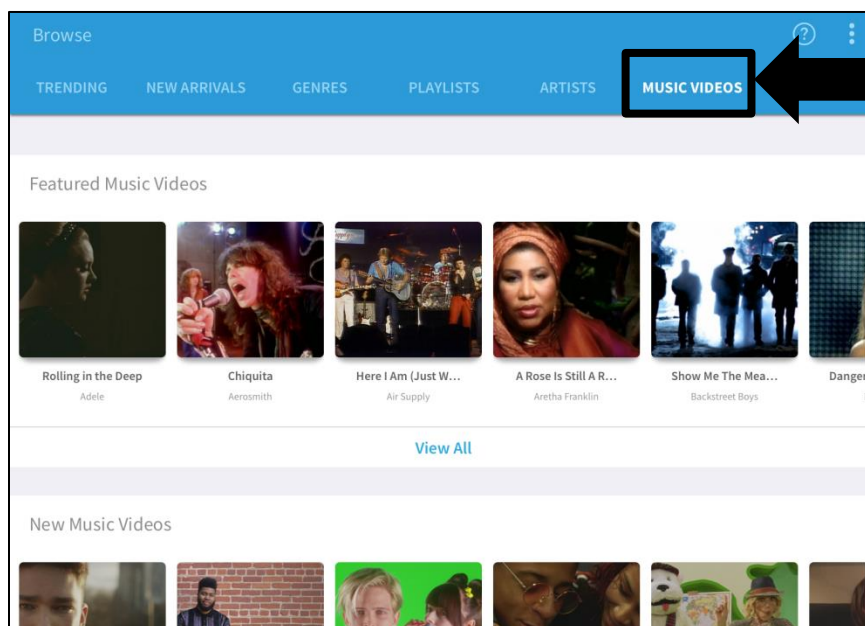 Browse
?
TRENDING NEW ARRIVALS GENRES PLAYLISTS ARTISTS MUSIC VIDEOS
Featured Music Videos
Rolling in the Deep Chiquita Here I Am (Just W... A Rose Is Still A R... Show Me The Mea... Danger
Adele Aerosmith Air Supply Aretha Franklin Backstreet Boys
View All
New Music Videos